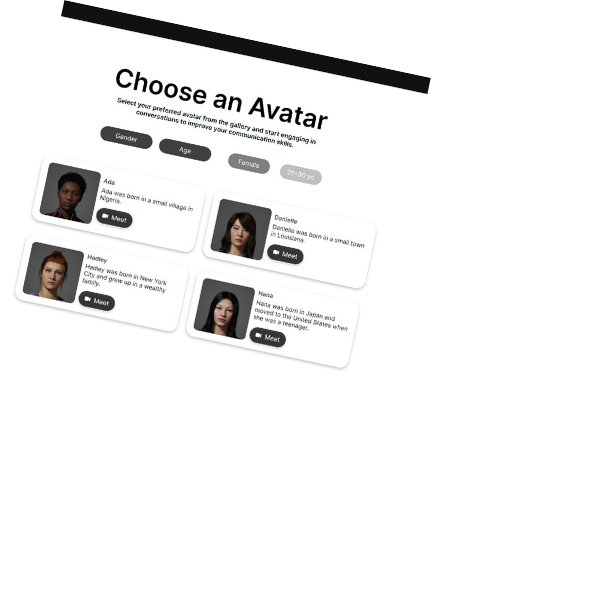 Choose an Avatar
Select your preferred avatar from the gallery and start engaging in
conversations to improve your communication skills.
Gender
Age
Female
20-30 yo
Ada
Ada was born in a small village in
Nigeria.
Meet
Danielle
Danielle was born in a small town
in Louisiana.
Meet
Hadley
Hadley was born in New York
City and grew up in a wealthy
family.
Meet
Hana
Hana was born in Japan and
moved to the United States when
she was a teenager.
Meet